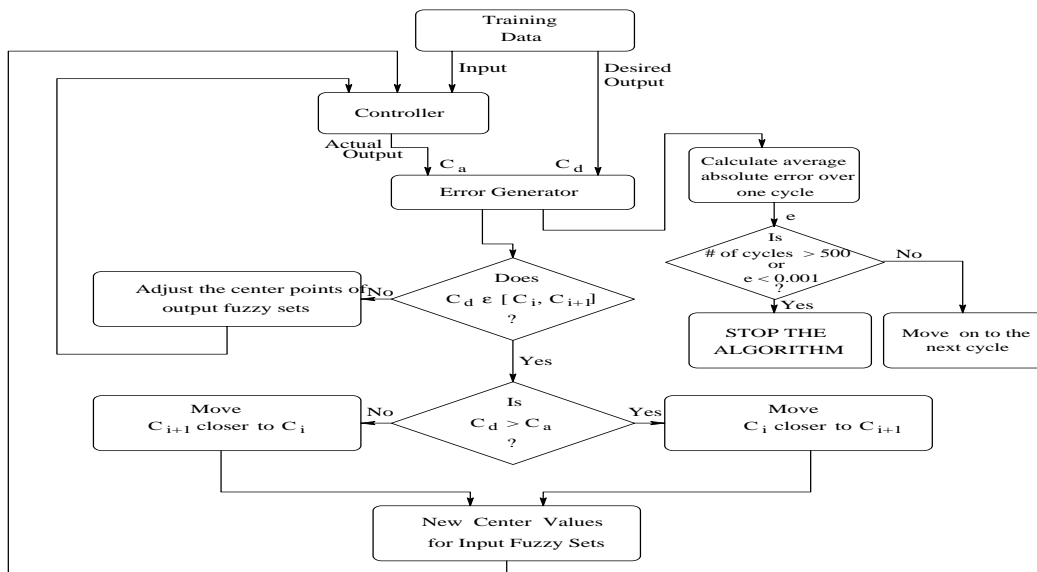 Training
Data
Input
Desired
Output
Controller
Actual
Output
C a
C d
Error Generator
Calculate average
absolute error over
one cycle
e
Is
# of cycles > 500
or
e < 0.001
?
No
Yes
STOP THE
ALGORITHM
Move on to the
next cycle
Does
C d ε [ C i, C i+1]
?
No
Adjust the center points of
output fuzzy sets
Yes
Is
C d > C a
?
No
Yes
Move
C i+1 closer to C i
Move
C i closer to C i+1
New Center Values
for Input Fuzzy Sets